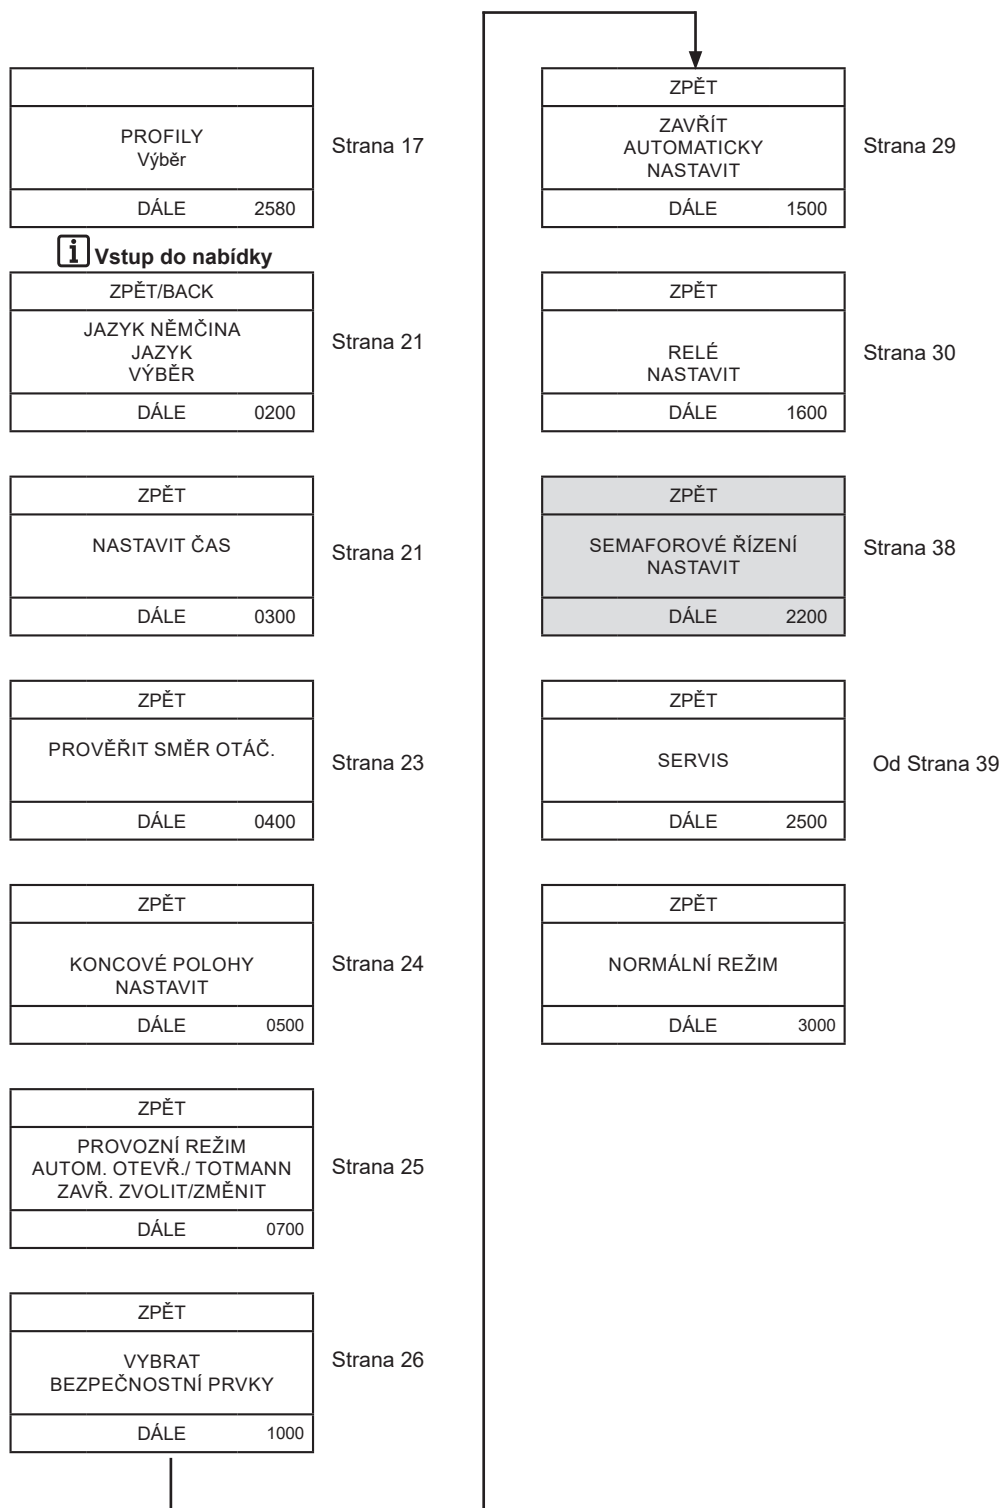 PROFILY
Výběr
Strana 17
DÁLE 2580
i Vstup do nabídky
ZPĚT/BACK
JAZYK NĚMČINA
JAZYK
VÝBĚR
Strana 21
DÁLE 0200
ZPĚT
NASTAVIT ČAS
Strana 21
DÁLE 0300
ZPĚT
PROVĚŘIT SMĚR OTÁČ.
Strana 23
DÁLE 0400
ZPĚT
KONCOVÉ POLOHY
NASTAVIT
Strana 24
DÁLE 0500
ZPĚT
PROVOZNÍ REŽIM
AUTOM. OTEVŘ./ TOTMANN
ZAVŘ. ZVOLIT/ZMĚNIT
Strana 25
DÁLE 0700
ZPĚT
VYBRAT
BEZPEČNOSTNÍ PRVKY
Strana 26
DÁLE 1000
ZPĚT
ZAVŘÍT
AUTOMATICKY
NASTAVIT
Strana 29
DÁLE 1500
ZPĚT
RELÉ
NASTAVIT
Strana 30
DÁLE 1600
ZPĚT
SEMAFOROVÉ ŘÍZENÍ
NASTAVIT
Strana 38
DÁLE 2200
ZPĚT
SERVIS
Od Strana 39
DÁLE 2500
ZPĚT
NORMÁLNÍ REŽIM
DÁLE 3000